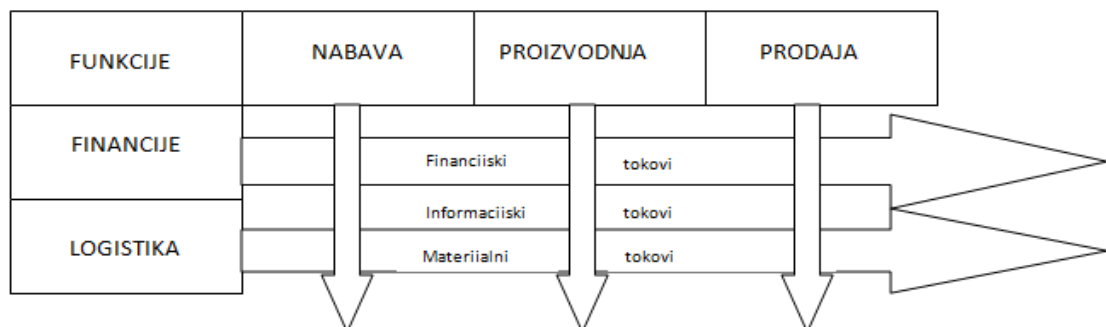 FUNKCIJE
NABAVA
PROIZVODNJA
PRODAJA
FINANCIJE
Financijski tokovi
Informacijski tokovi
LOGISTIKA
Materijalni tokovi